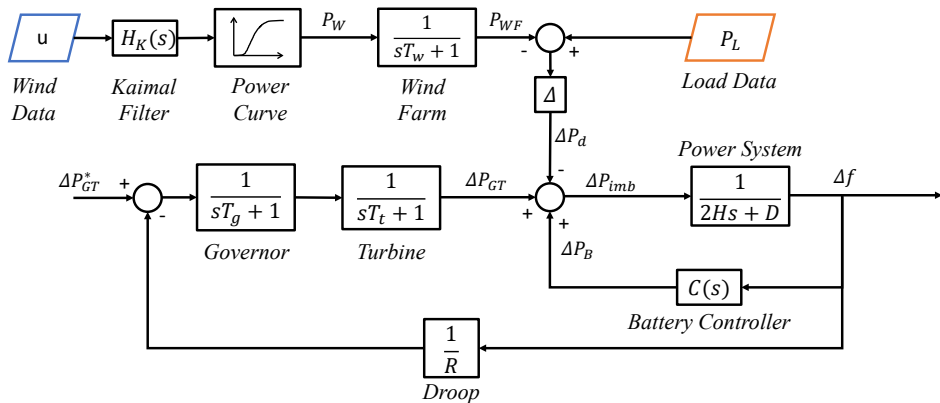 u
H_K(s)
P_W
1
sT_w + 1
P_WF
-
+
P_L
Wind
Data
Kaimal
Filter
Power
Curve
Wind
Farm
Load Data
Δ
ΔP_d
-
Power System
ΔP*_GT
+
-
1
sT_g + 1
1
sT_t + 1
ΔP_GT
+
+
ΔP_imb
1
2Hs + D
Δf
Governor
Turbine
ΔP_B
C(s)
Battery Controller
1
R
Droop